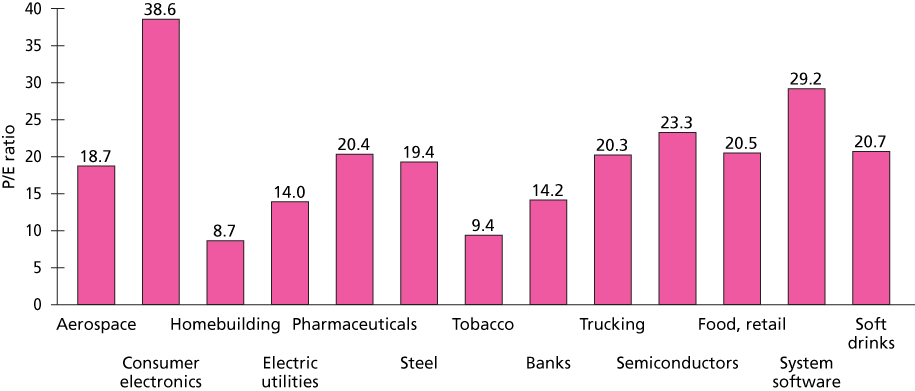 40
35
30
25
20
15
10
5
0
P/E ratio
18.7
38.6
8.7
14.0
20.4
19.4
9.4
14.2
20.3
23.3
20.5
29.2
20.7
Aerospace
Consumer
electronics
Homebuilding
Electric
utilities
Pharmaceuticals
Steel
Tobacco
Banks
Trucking
Semiconductors
Food, retail
System
software
Soft
drinks